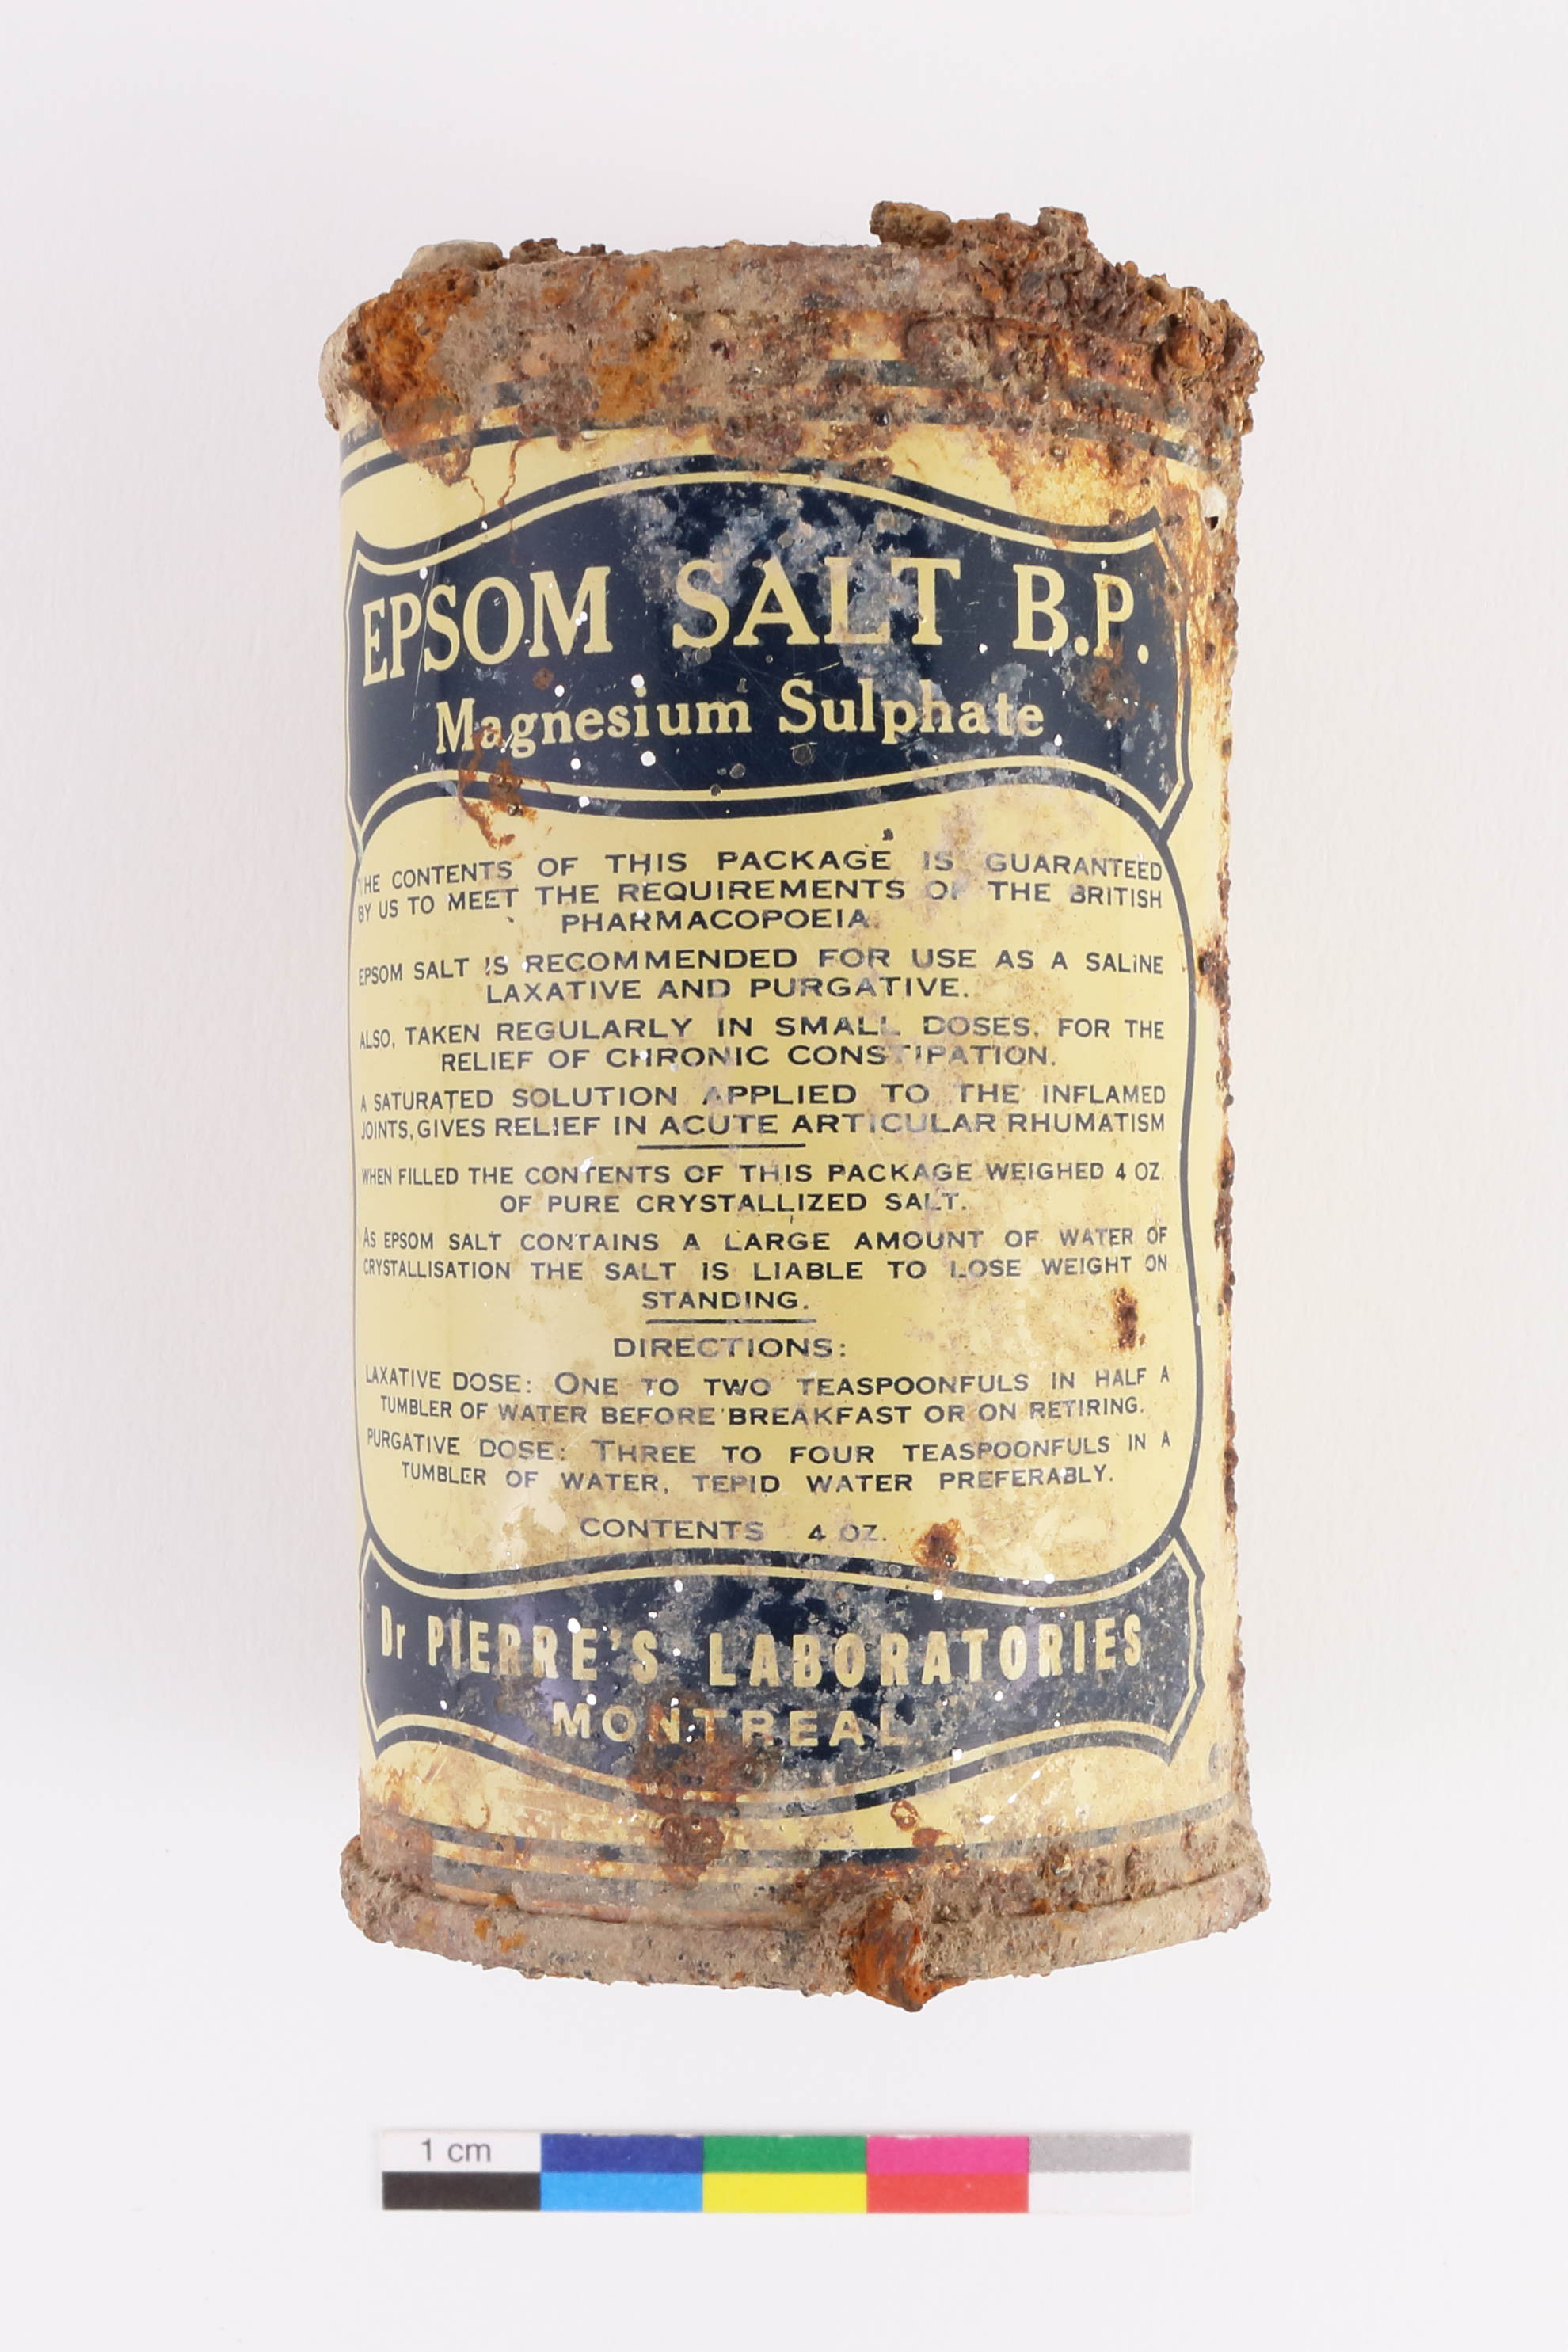 EPSOM SALT B.P.
Magnesium Sulphate
THE CONTENTS OF THIS PACKAGE IS GUARANTEED
BY US TO MEET THE REQUIREMENTS OF THE BRITISH
PHARMACOPOEIA.
EPSOM SALT IS RECOMMENDED FOR USE AS A SALINE
LAXATIVE AND PURGATIVE.
ALSO, TAKEN REGULARLY IN SMALL DOSES, FOR THE
RELIEF OF CHRONIC CONSTIPATION.
A SATURATED SOLUTION APPLIED TO THE INFLAMED
JOINTS, GIVES RELIEF IN ACUTE ARTICULAR RHUMATISM
WHEN FILLED THE CONTENTS OF THIS PACKAGE WEIGHED 4 OZ.
OF PURE CRYSTALLIZED SALT.
AS EPSOM SALT CONTAINS A LARGE AMOUNT OF WATER OF
CRYSTALLISATION THE SALT IS LIABLE TO LOSE WEIGHT ON
STANDING.
DIRECTIONS:
LAXATIVE DOSE: ONE TO TWO TEASPOONFULS IN HALF A
TUMBLER OF WATER BEFORE BREAKFAST OR ON RETIRING.
PURGATIVE DOSE: THREE TO FOUR TEASPOONFULS IN A
TUMBLER OF WATER, TEPID WATER PREFERABLY.
CONTENTS 4 OZ.
Dr PIERRE'S LABORATORIES
MONTREAL
1 cm